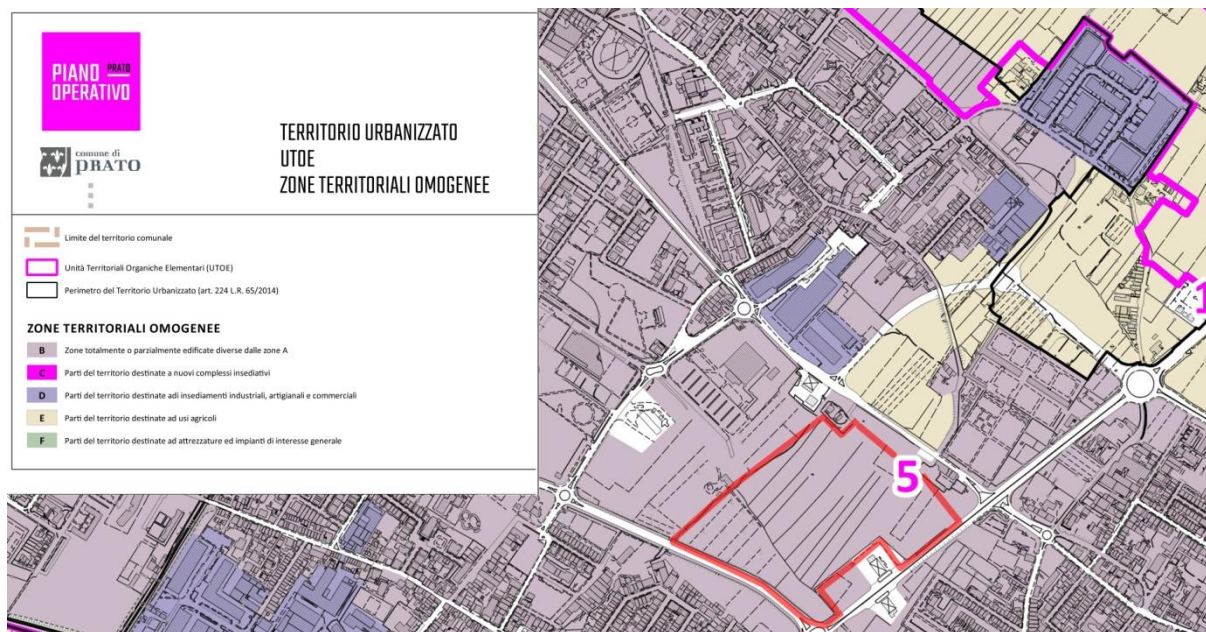 PIANO PRATO
OPERATIVO
comune di
PRATO
TERRITORIO URBANIZZATO
UTOE
ZONE TERRITORIALI OMOGENEE
Limite del territorio comunale
Unità Territoriali Organiche Elementari (UTOE)
Perimetro del Territorio Urbanizzato (art. 224 L.R. 65/2014)
ZONE TERRITORIALI OMOGENEE
B Zone totalmente o parzialmente edificate diverse dalle zone A
C Parti del territorio destinate a nuovi complessi insediativi
D Parti del territorio destinate adi insediamenti industriali, artigianali e commerciali
E Parti del territorio destinate ad usi agricoli
F Parti del territorio destinate ad attrezzature ed impianti di interesse generale
5
1